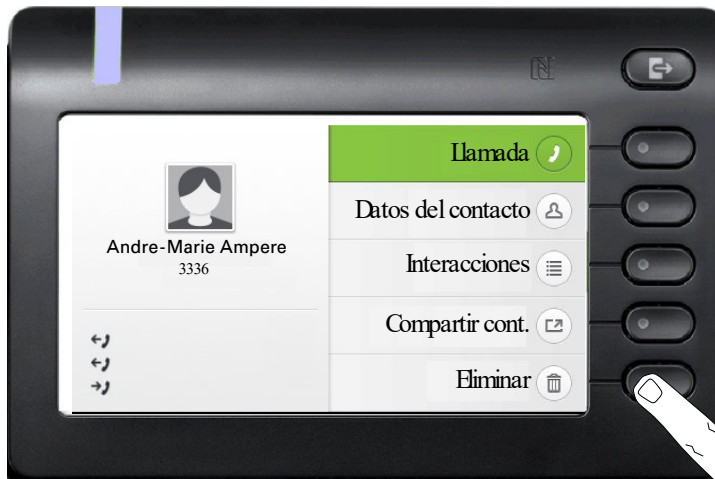 Llamada
Datos del contacto
Andre-Marie Ampere
3336
Interacciones
Compartir cont.
Eliminar